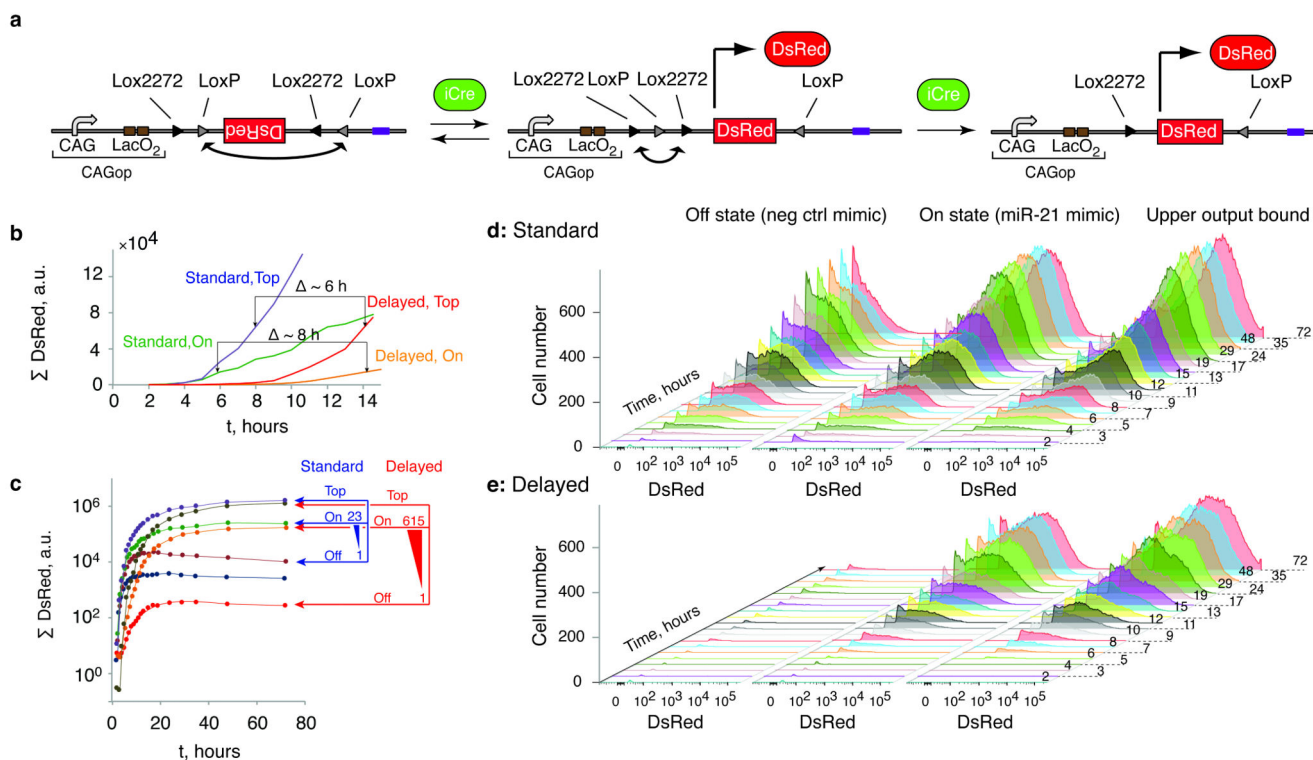 a
DsRed
DsRed
Lox2272
LoxP
Lox2272
LoxP
iCre
Lox2272
LoxP
Lox2272
LoxP
iCre
Lox2272
LoxP
DsRed
DsRed
DsRed
CAG
LacO2
CAG
LacO2
CAG
LacO2
CAGop
CAGop
CAGop
b
×10^4
12
8
4
0
Σ DsRed, a.u.
Standard,Top
Δ ~ 6 h
Delayed, Top
Standard,On
Δ ~ 8 h
Delayed, On
0 2 4 6 8 10 12 14
t, hours
c
Standard Delayed
10^6
10^4
10^2
10^0
Σ DsRed, a.u.
Top Top
On 23 On 615
Off 1
Off 1
0 20 40 60 80
t, hours
Off state (neg ctrl mimic) On state (miR-21 mimic) Upper output bound
d Standard
600
400
200
0
Cell number
Time, hours
72
48 35
29 24
19 17
15 13
12 11
10 9
8 7
6 5
4 3
2
0 10^2 10^3 10^4 10^5
0 10^2 10^3 10^4 10^5
0 10^2 10^3 10^4 10^5
DsRed DsRed DsRed
e Delayed
600
400
200
0
Cell number
Time, hours
72
48 35
29 24
19 17
15 13
12 11
10 9
8 7
6 5
4 3
2
0 10^2 10^3 10^4 10^5
0 10^2 10^3 10^4 10^5
0 10^2 10^3 10^4 10^5
DsRed DsRed DsRed